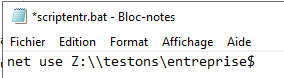 *scriptentr.bat - Bloc-notes
Fichier Edition Format Affichage Aide
net use Z:\\testons\entreprise$